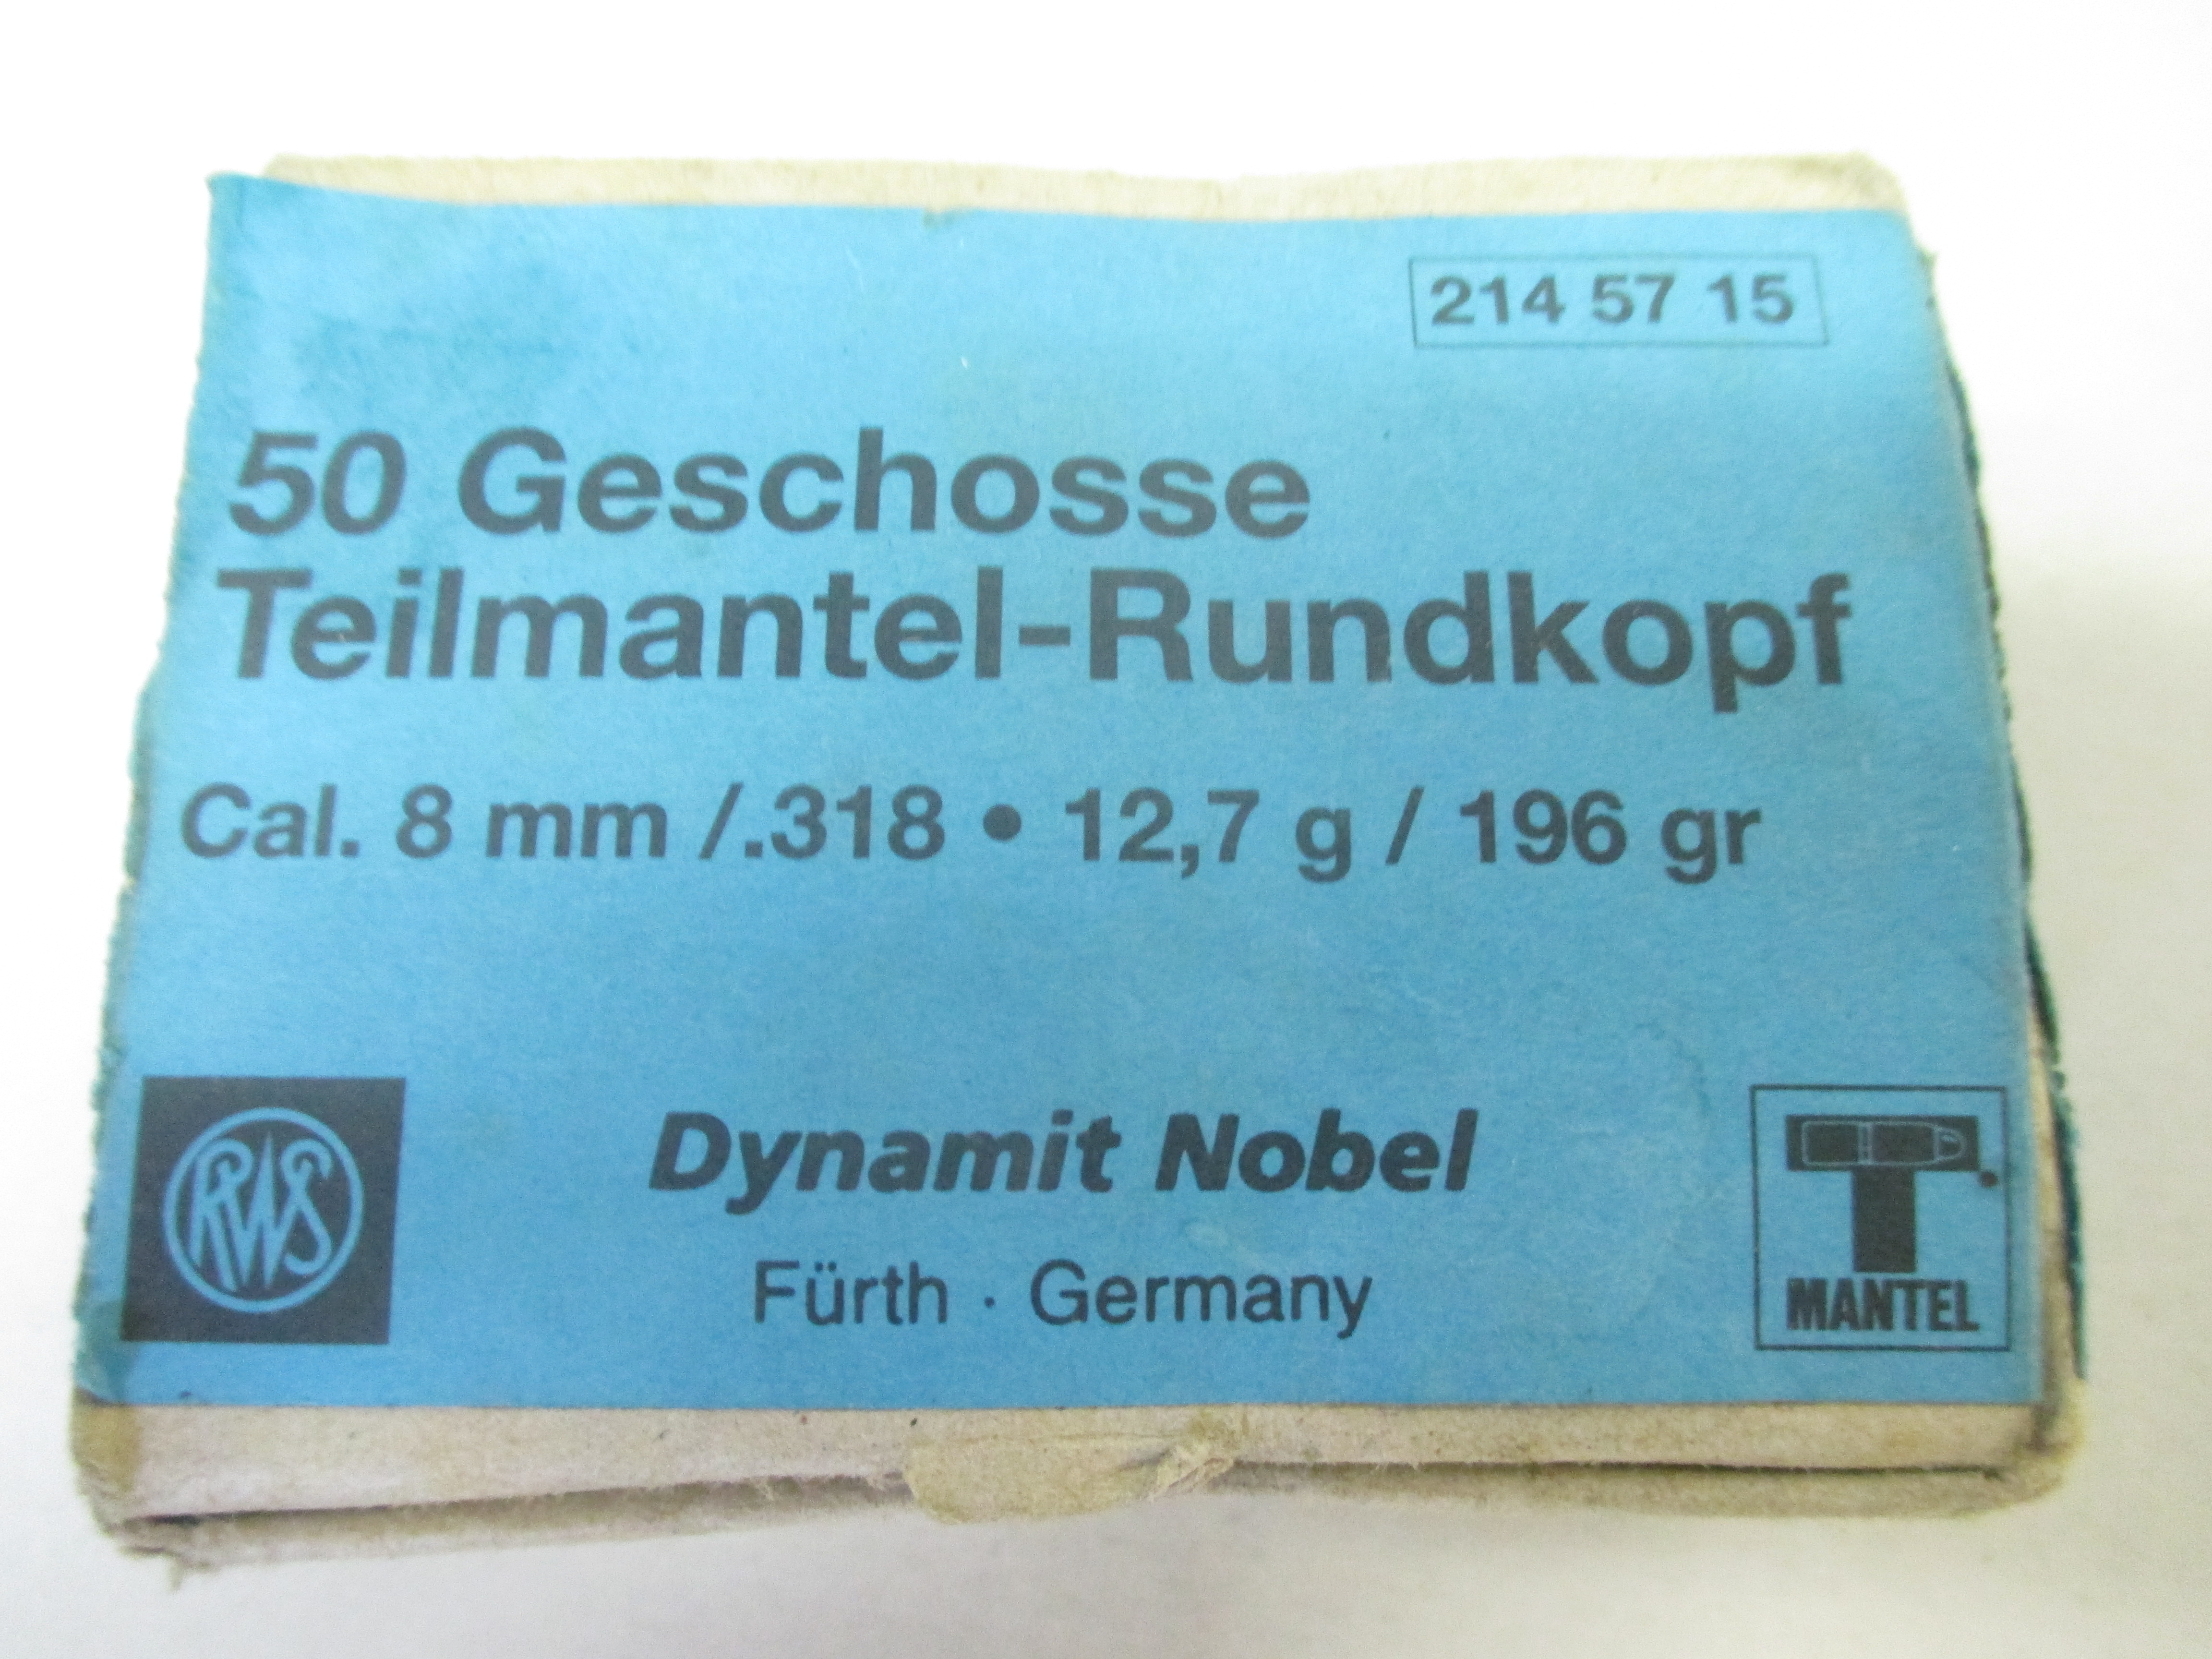 214 57 15
50 Geschosse
Teilmantel-Rundkopf
Cal. 8 mm /.318 • 12,7 g / 196 gr
RWS
Dynamit Nobel
Fürth · Germany
T
MANTEL